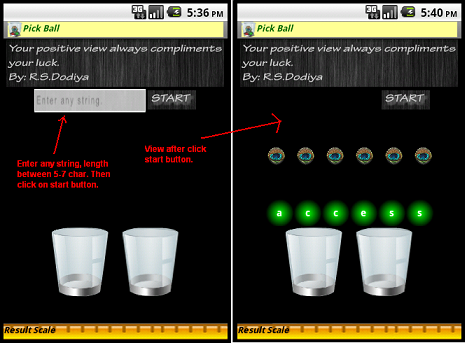 5:36 PM
Pick Ball
Your positive view always compliments
your luck.
By: R.S.Dodiya
Enter any string.
START
Enter any string, length
between 5-7 char. Then
click on start button.
Result Scale
5:40 PM
Pick Ball
Your positive view always compliments
your luck.
By: R.S.Dodiya
START
View after click
start button.
a c c e s s
Result Scale